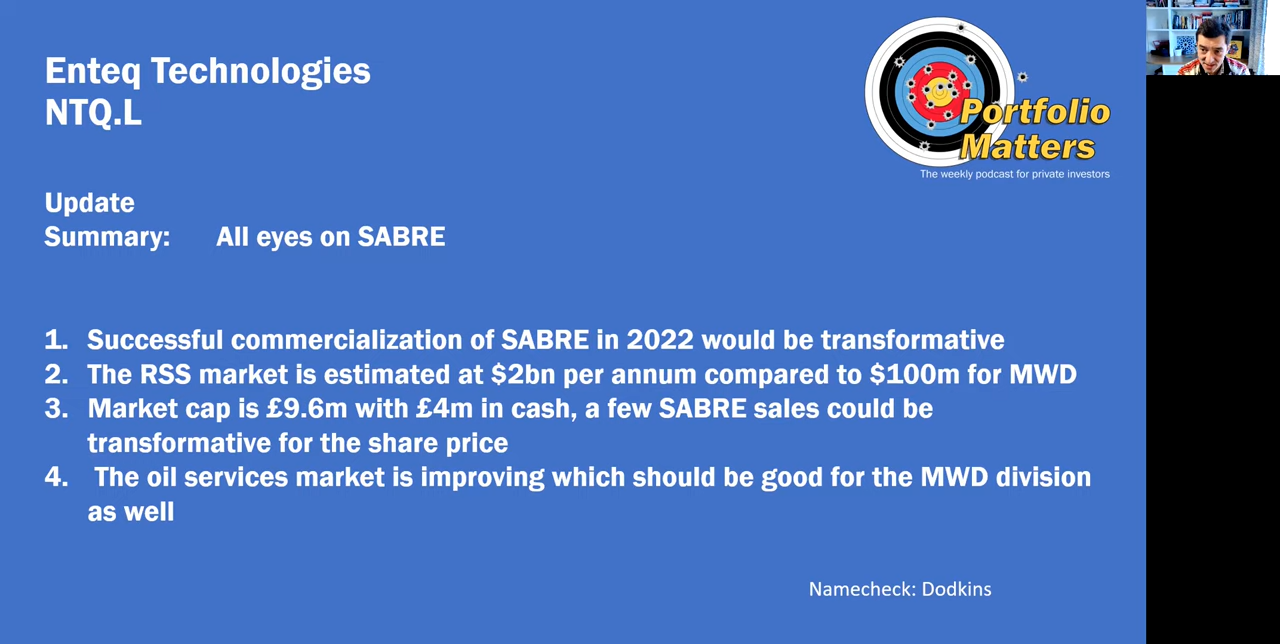 Enteq Technologies
NTQ.L
Portfolio
Matters
The weekly podcast for private investors
Update
Summary: All eyes on SABRE
1. Successful commercialization of SABRE in 2022 would be transformative
2. The RSS market is estimated at $2bn per annum compared to $100m for MWD
3. Market cap is £9.6m with £4m in cash, a few SABRE sales could be
transformative for the share price
4. The oil services market is improving which should be good for the MWD division
as well
Namecheck: Dodkins